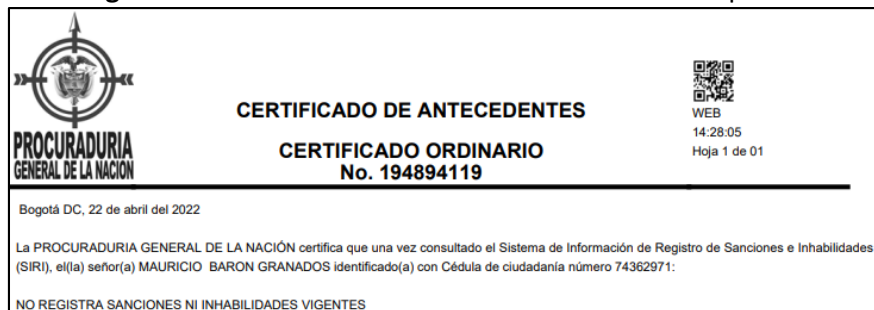 PROCURADURIA
GENERAL DE LA NACION
CERTIFICADO DE ANTECEDENTES
CERTIFICADO ORDINARIO
No. 194894119
WEB
14:28:05
Hoja 1 de 01
Bogotá DC, 22 de abril del 2022
La PROCURADURIA GENERAL DE LA NACIÓN certifica que una vez consultado el Sistema de Información de Registro de Sanciones e Inhabilidades
(SIRI), el(la) señor(a) MAURICIO BARON GRANADOS identificado(a) con Cédula de ciudadanía número 74362971:
NO REGISTRA SANCIONES NI INHABILIDADES VIGENTES